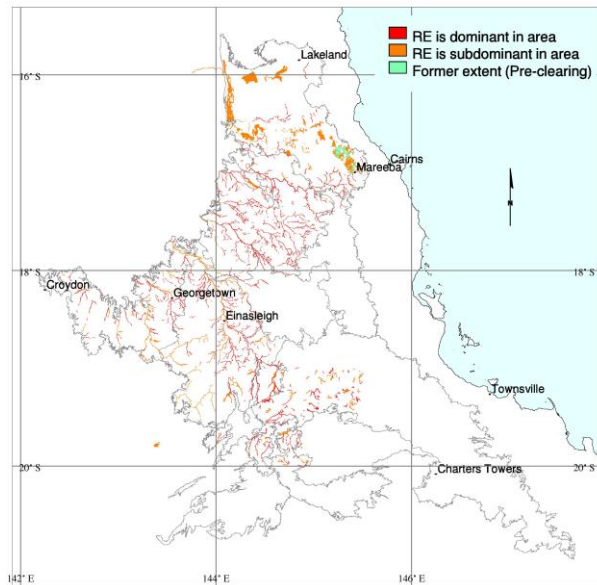 RE is dominant in area
RE is subdominant in area
Former extent (Pre-clearing)
Lakeland
16° S
Cairns
Mareeba
N
18° S
18° S
Croydon
Georgetown
Einasleigh
Townsville
20° S
20° S
Charters Towers
142° E
144° E
146° E